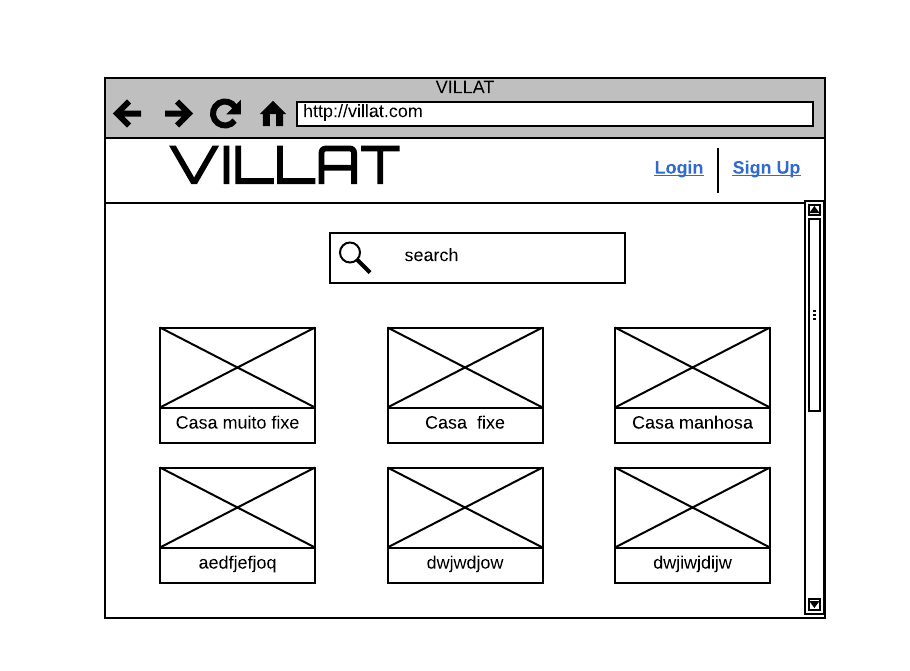 VILLAT
http://villat.com
VILLAT
Login
Sign Up
search
Casa muito fixe
Casa  fixe
Casa manhosa
aedfjefjoq
dwjwdjow
dwjiwjdijw